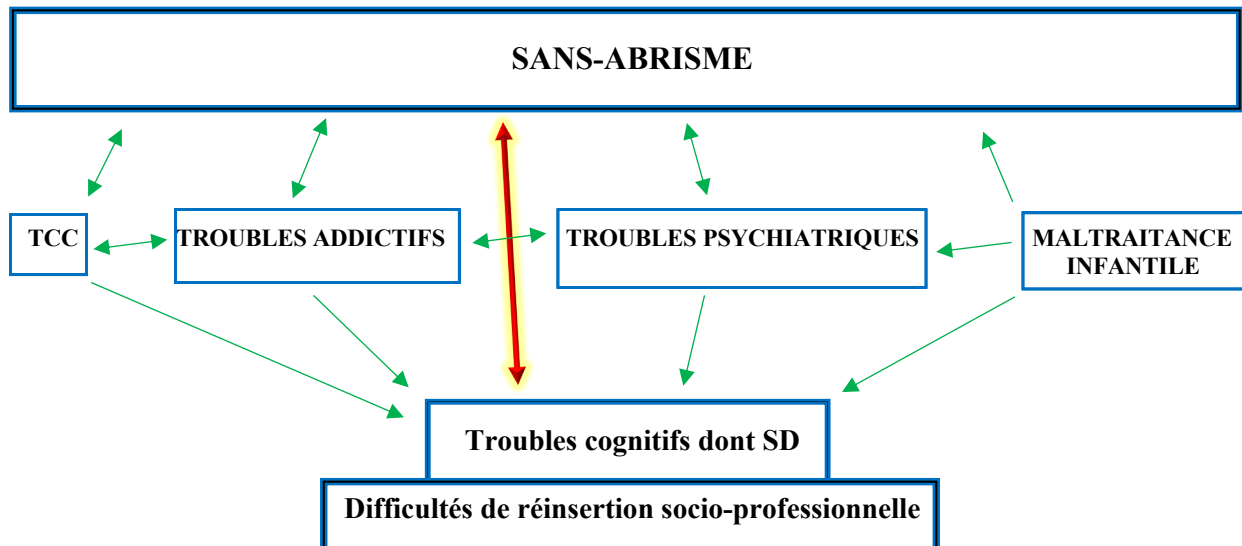 SANS-ABRISME
TCC
TROUBLES ADDICTIFS
TROUBLES PSYCHIATRIQUES
MALTRAITANCE
INFANTILE
Troubles cognitifs dont SD
Difficultés de réinsertion socio-professionnelle